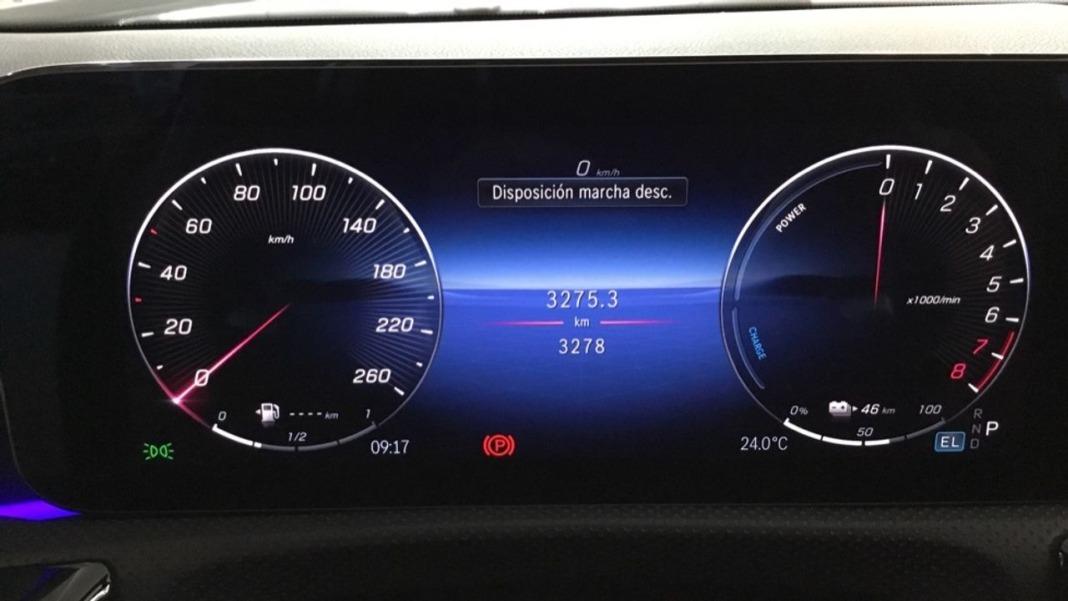 0 km/h
Disposición marcha desc.
0
20
40
60
80
100
140
180
220
260
km/h
3275.3
km
3278
0
1
2
3
4
5
6
7
8
x1000/min
POWER
CHARGE
0
1/2
1
---- km
0%
50
100
46 km
09:17
P
24.0°C
EL
R
N
D
P